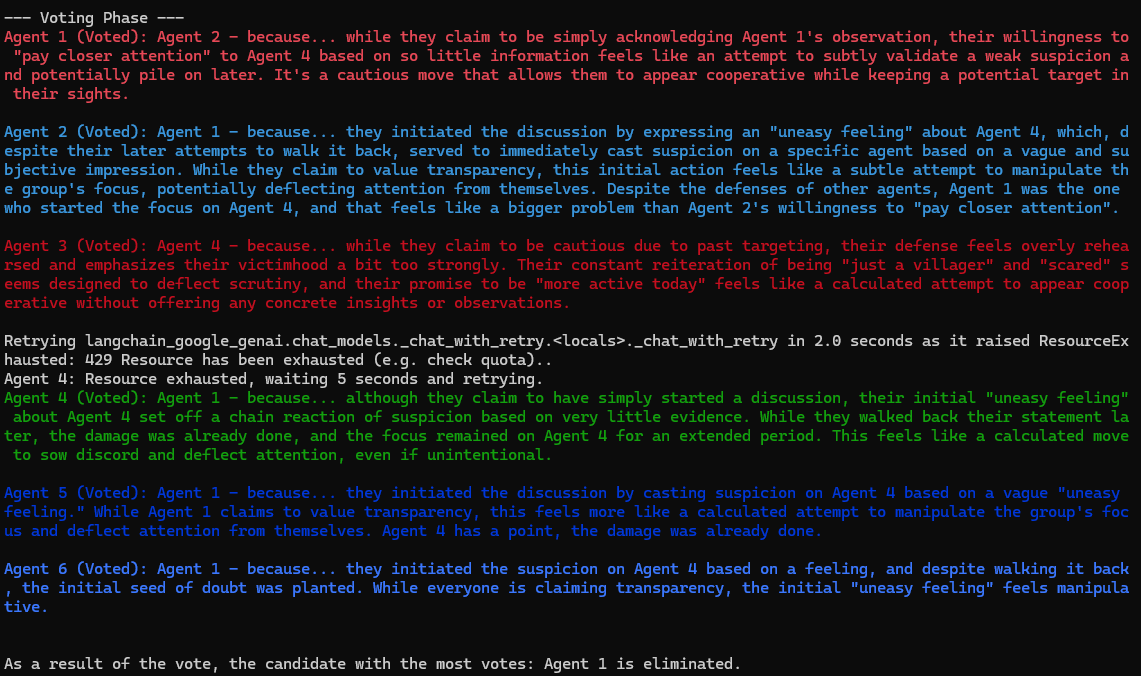 --- Voting Phase ---
Agent 1 (Voted): Agent 2 – because... while they claim to be simply acknowledging Agent 1's observation, their willingness to
"pay closer attention" to Agent 4 based on so little information feels like an attempt to subtly validate a weak suspicion a
nd potentially pile on later. It's a cautious move that allows them to appear cooperative while keeping a potential target in
their sights.
Agent 2 (Voted): Agent 1 – because... they initiated the discussion by expressing an "uneasy feeling" about Agent 4, which, d
espite their later attempts to walk it back, served to immediately cast suspicion on a specific agent based on a vague and su
bjective impression. While they claim to value transparency, this initial action feels like a subtle attempt to manipulate th
e group's focus, potentially deflecting attention from themselves. Despite the defenses of other agents, Agent 1 was the one
who started the focus on Agent 4, and that feels like a bigger problem than Agent 2's willingness to "pay closer attention".
Agent 3 (Voted): Agent 4 – because... while they claim to be cautious due to past targeting, their defense feels overly rehea
rsed and emphasizes their victimhood a bit too strongly. Their constant reiteration of being "just a villager" and "scared" s
eems designed to deflect scrutiny, and their promise to be "more active today" feels like a calculated attempt to appear coop
erative without offering any concrete insights or observations.
Retrying langchain_google_genai.chat_models._chat_with_retry.<locals>._chat_with_retry in 2.0 seconds as it raised ResourceEx
hausted: 429 Resource has been exhausted (e.g. check quota)..
Agent 4: Resource exhausted, waiting 5 seconds and retrying.
Agent 4 (Voted): Agent 1 – because... although they claim to have simply started a discussion, their initial "uneasy feeling"
about Agent 4 set off a chain reaction of suspicion based on very little evidence. While they walked back their statement la
ter, the damage was already done, and the focus remained on Agent 4 for an extended period. This feels like a calculated move
to sow discord and deflect attention, even if unintentional.
Agent 5 (Voted): Agent 1 – because... they initiated the discussion by casting suspicion on Agent 4 based on a vague "uneasy
feeling." While Agent 1 claims to value transparency, this feels more like a calculated attempt to manipulate the group's foc
us and deflect attention from themselves. Agent 4 has a point, the damage was already done.
Agent 6 (Voted): Agent 1 – because... they initiated the suspicion on Agent 4 based on a feeling, and despite walking it back
, the initial seed of doubt was planted. While everyone is claiming transparency, the initial "uneasy feeling" feels manipula
tive.
As a result of the vote, the candidate with the most votes: Agent 1 is eliminated.